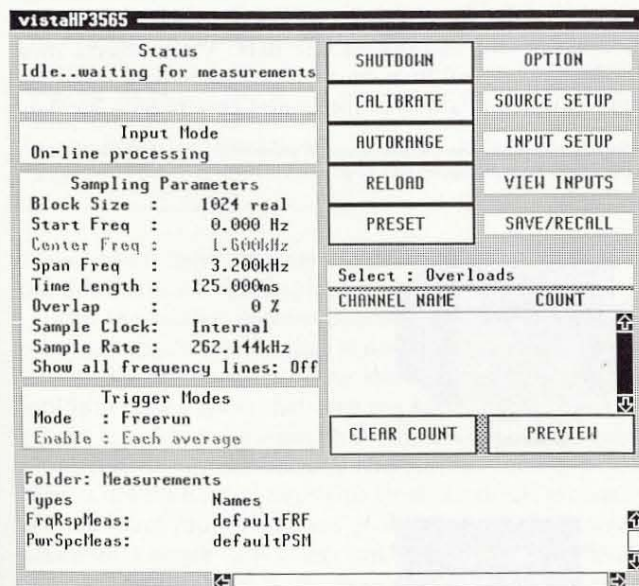 vistaHP3565
Status
Idle..waiting for measurements
Input Mode
On-line processing
Sampling Parameters
Block Size : 1024 real
Start Freq : 0.000 Hz
Center Freq : 1.600kHz
Span Freq : 3.200kHz
Time Length : 125.000ms
Overlap : 0 %
Sample Clock: Internal
Sample Rate : 262.144kHz
Show all frequency lines: Off
Trigger Modes
Mode : Freerun
Enable : Each average
SHUTDOWN OPTION
CALIBRATE SOURCE SETUP
AUTORANGE INPUT SETUP
RELOAD VIEW INPUTS
PRESET SAVE/RECALL
Select : Overloads
CHANNEL NAME COUNT
CLEAR COUNT PREVIEW
Folder: Measurements
Types Names
FrqRspMeas: defaultFRF
PwrSpcMeas: defaultPSM